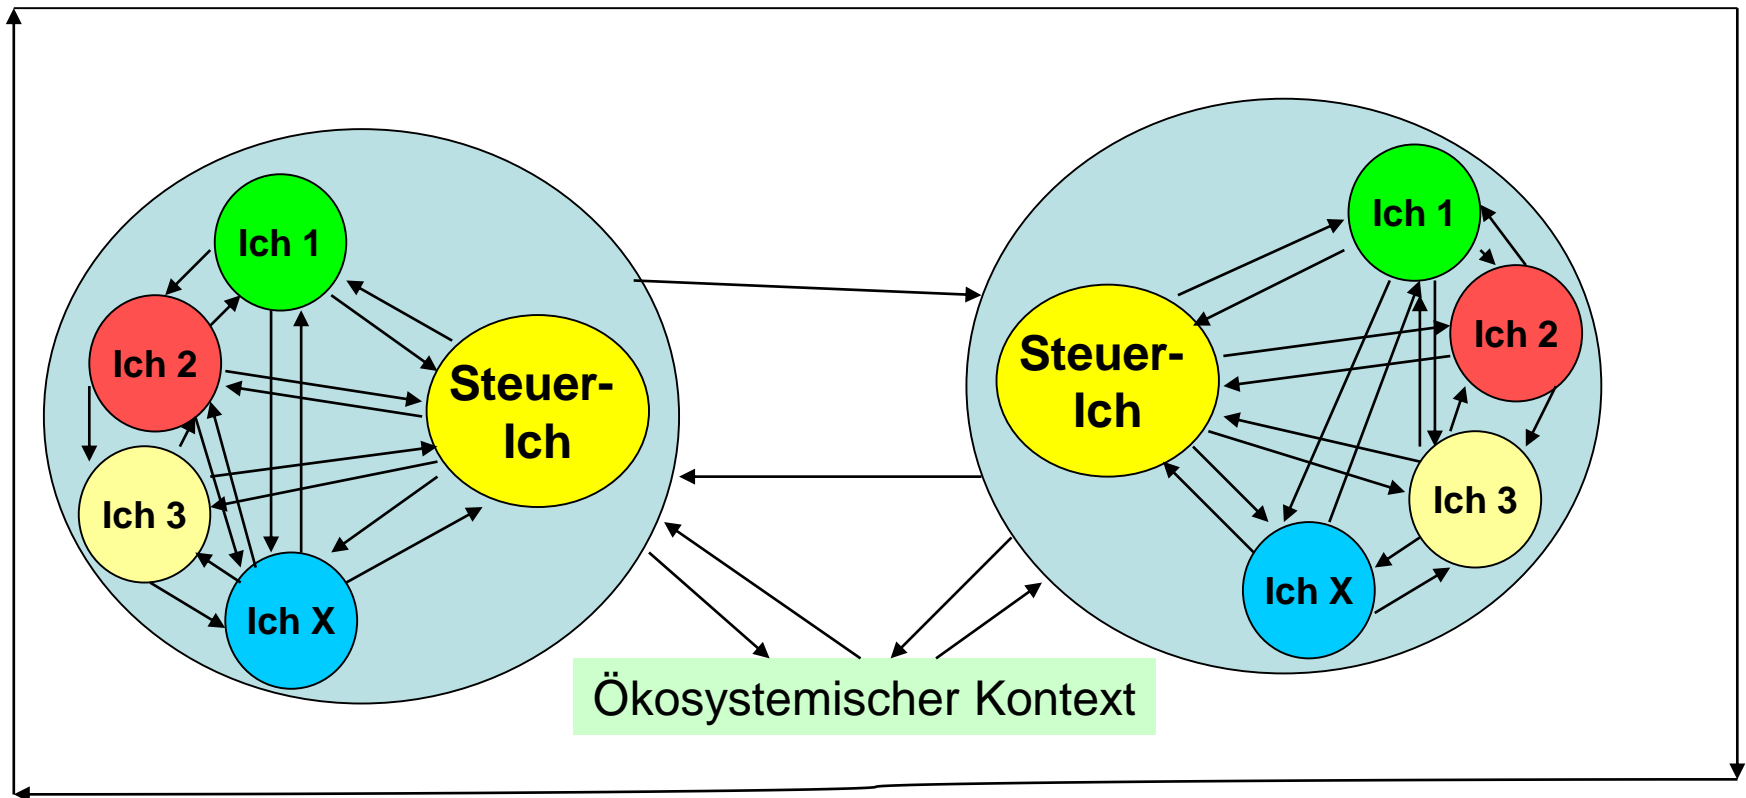 Ich 1
Ich 2
Steuer-
Ich
Ich 3
Ich X
Ich 1
Ich 2
Steuer-
Ich
Ich 3
Ich X
Ökosystemischer Kontext